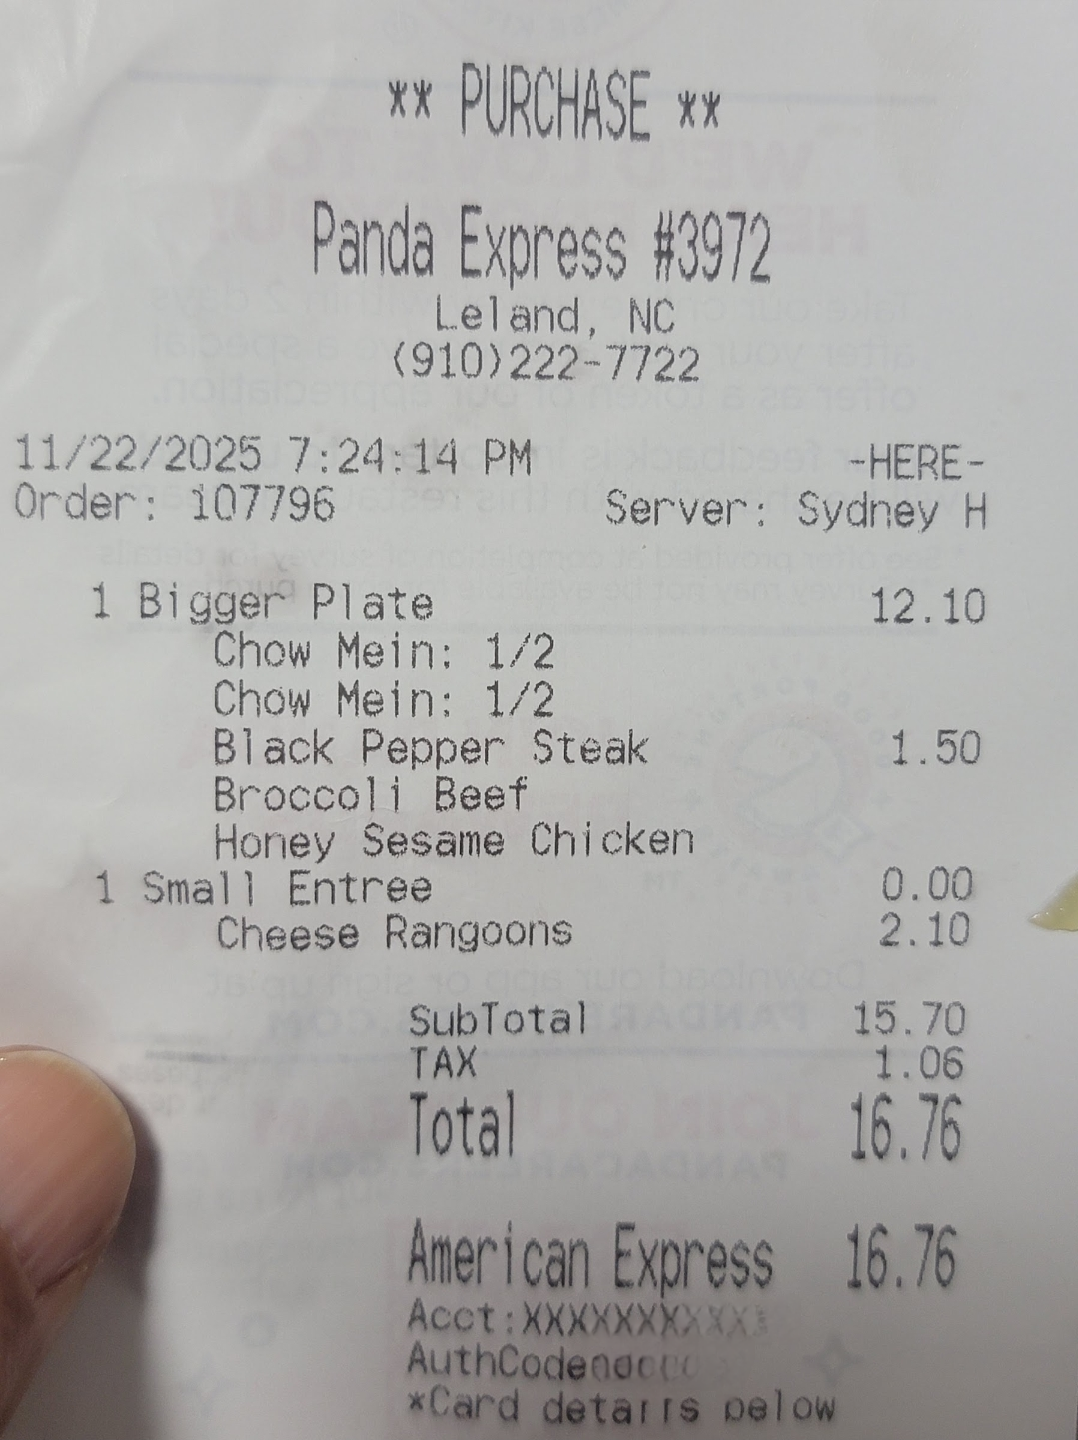 ** PURCHASE **
Panda Express #3972
Leland, NC
(910)222-7722
11/22/2025 7:24:14 PM -HERE-
Order: 107796 Server: Sydney H
1 Bigger Plate 12.10
Chow Mein: 1/2
Chow Mein: 1/2
Black Pepper Steak 1.50
Broccoli Beef
Honey Sesame Chicken
1 Small Entree 0.00
Cheese Rangoons 2.10
SubTotal 15.70
TAX 1.06
Total 16.76
American Express 16.76
Acct:XXXXXXXXXXX
AuthCode
*Card details below